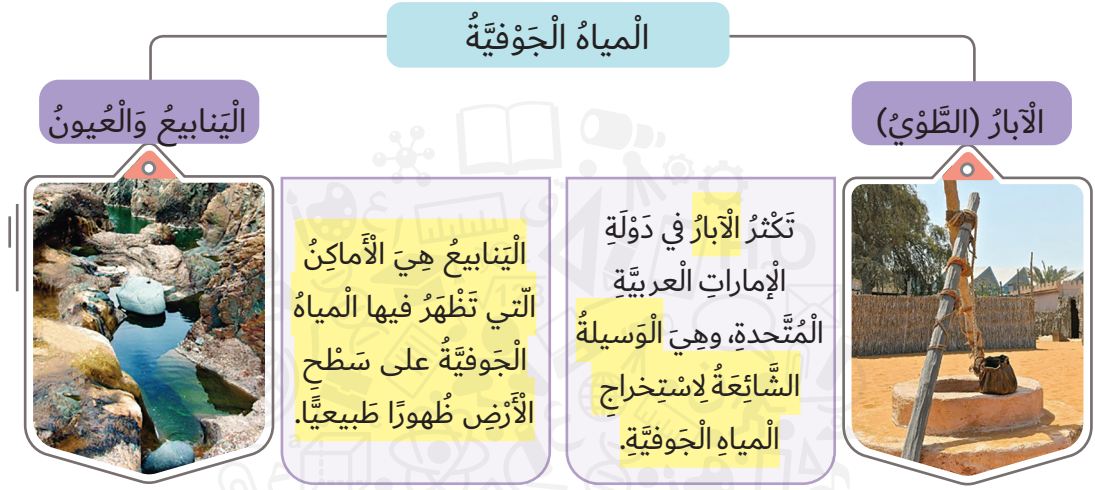 الْمياهُ الْجَوْفيَّةُ
الْآبارُ (الطَّوْيُ)
تَكْثرُ الْآبارُ في دَوْلَةِ
الْإماراتِ الْعربيَّةِ
الْمُتَّحدةِ، وهِيَ الْوَسيلةُ
الشَّائِعَةُ لِاسْتِخراجِ
الْمياهِ الْجَوفيَّةِ.
الْيَنابيعُ وَالْعُيونُ
الْيَنابيعُ هِيَ الْأَماكِنُ
الّتي تَظْهَرُ فيها الْمياهُ
الْجَوفيَّةُ على سَطْحِ
الْأَرْضِ ظُهورًا طَبيعيًّا.